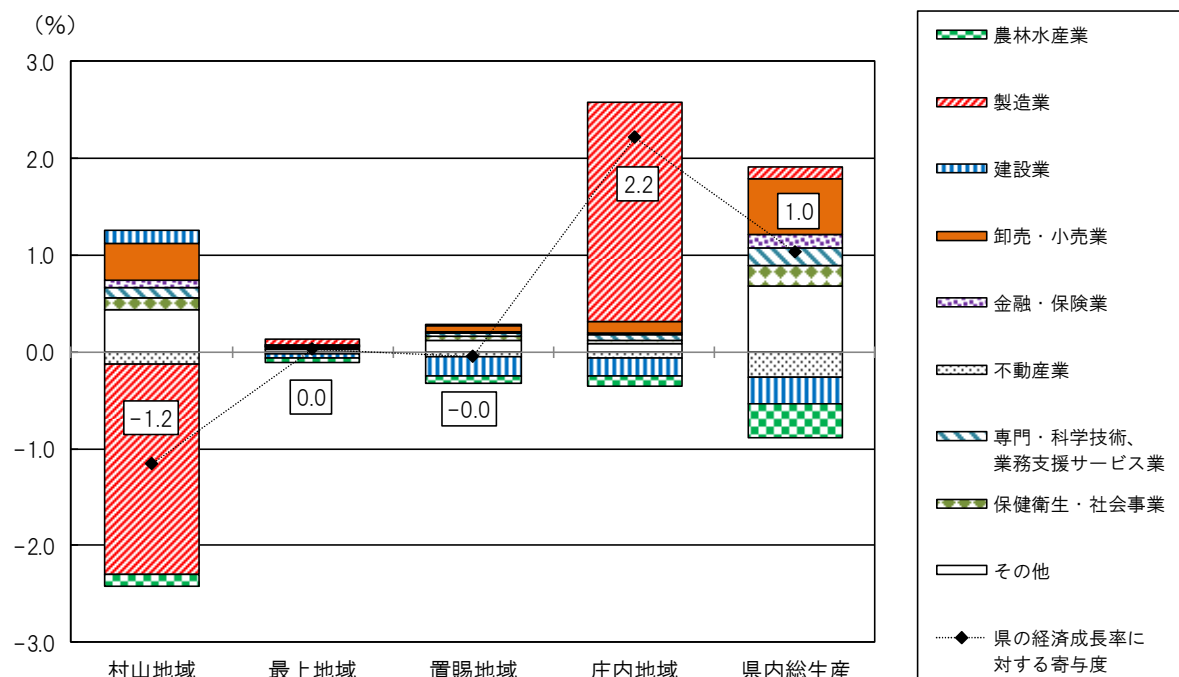 （%）
3.0
2.0
1.0
0.0
-1.0
-2.0
-3.0
-1.2
0.0
-0.0
2.2
1.0
村山地域
最上地域
置賜地域
庄内地域
県内総生産
農林水産業
製造業
建設業
卸売・小売業
金融・保険業
不動産業
専門・科学技術、
業務支援サービス業
保健衛生・社会事業
その他
県の経済成長率に
対する寄与度